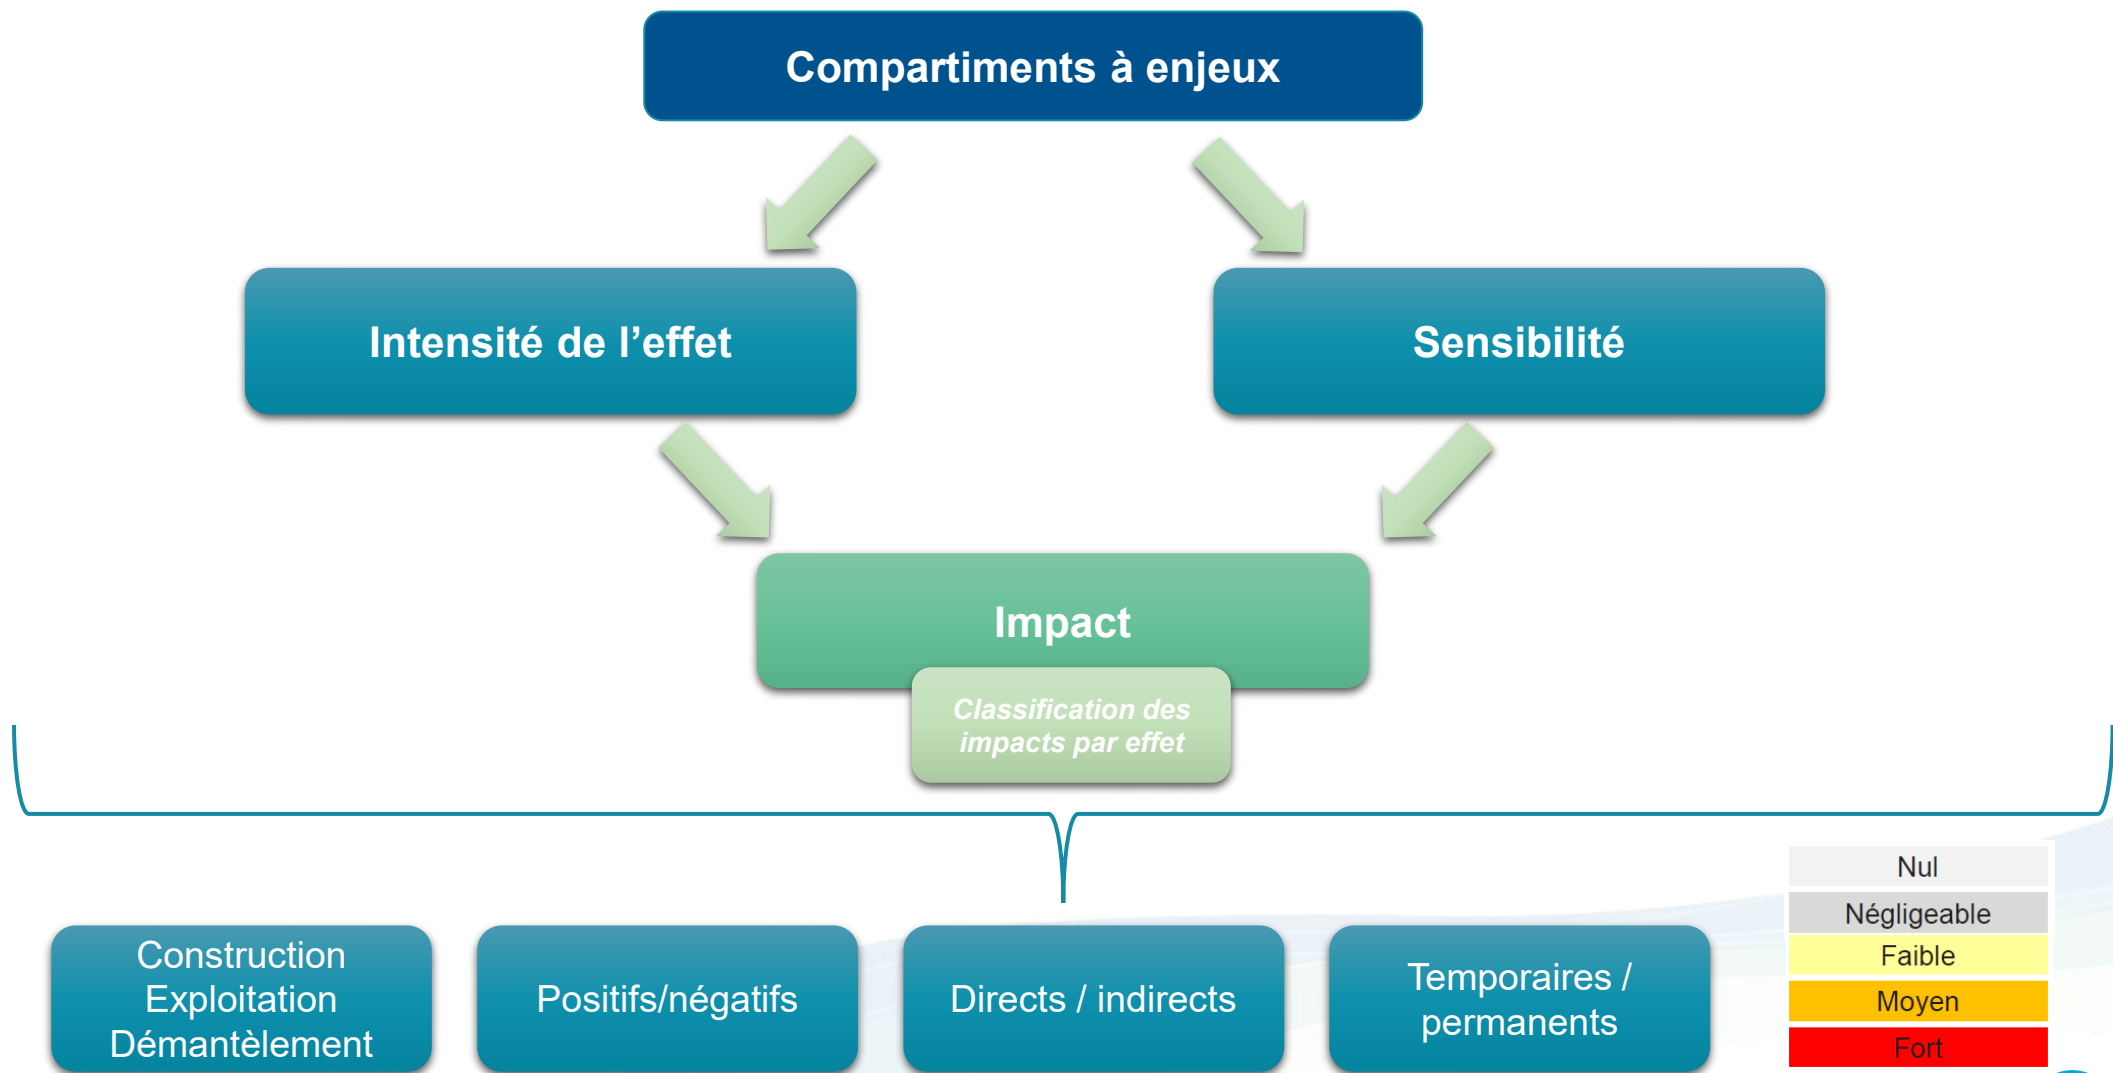 Compartiments à enjeux
Intensité de l’effet
Sensibilité
Impact
Classification des
impacts par effet
Construction
Exploitation
Démantèlement
Positifs/négatifs
Directs / indirects
Temporaires /
permanents
Nul
Négligeable
Faible
Moyen
Fort